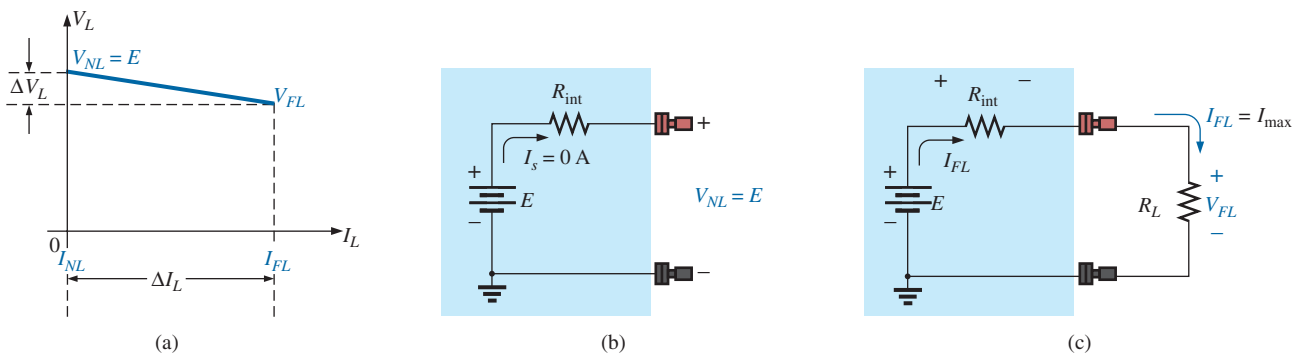 V_L
V_NL = E
ΔV_L
V_FL
0
I_L
I_NL
I_FL
ΔI_L
(a)
R_int
+
I_s = 0 A
+
E
V_NL = E
−
−
(b)
+ −
R_int
I_FL = I_max
I_FL
+
+
E
R_L
V_FL
−
−
(c)